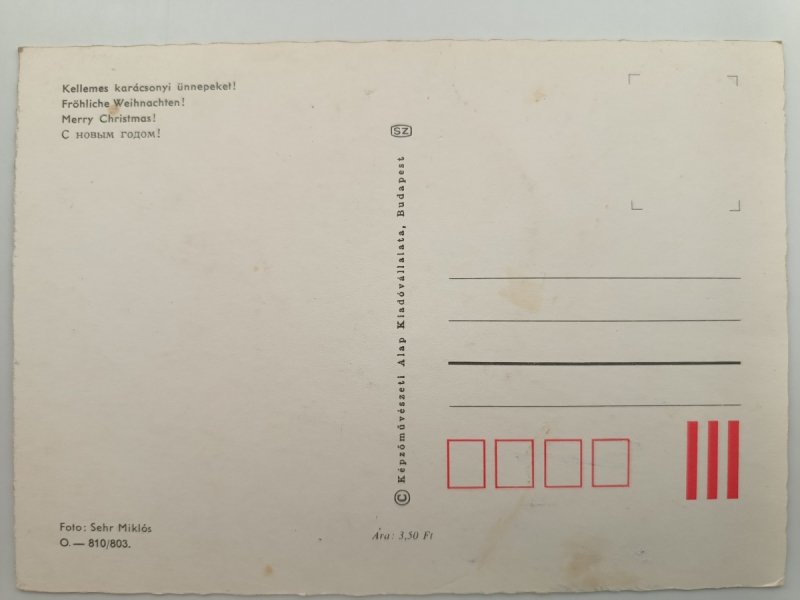 Kellemes karácsonyi ünnepeket!
Fröhliche Weihnachten!
Merry Christmas!
С новым годом!
SZ
© Képzőművészeti Alap Kiadóvállalata, Budapest
Foto: Sehr Miklós
O. — 810/803.
Ára: 3,50 Ft